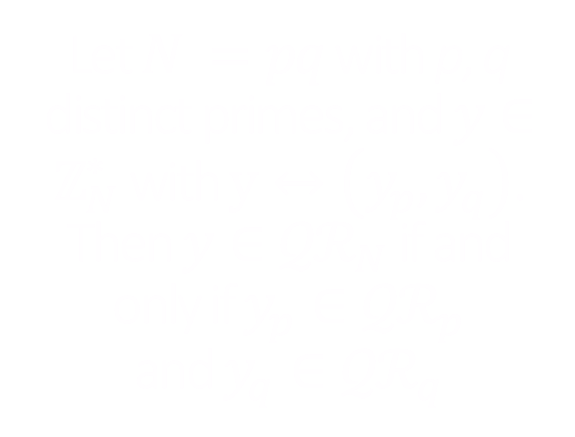 Let N = pq with p, q
distinct primes, and y ∈
ℤ*_N with y ↔ (y_p, y_q).
Then y ∈ QR_N if and
only if y_p ∈ QR_p
and y_q ∈ QR_q.